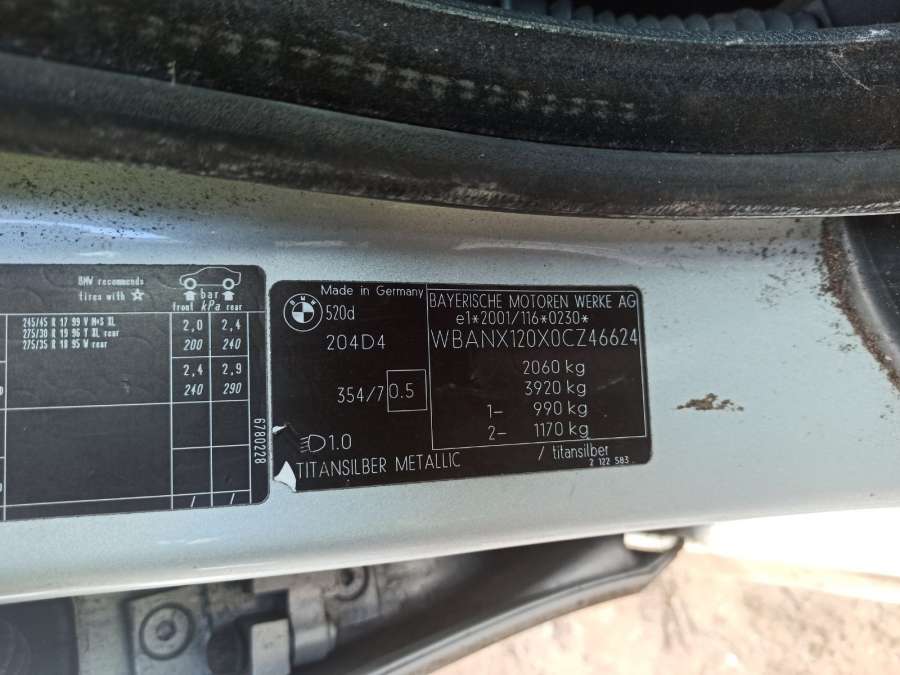 BMW recommends
tires with
bar
front kPa rear
245/45 R 17 99 V M+S XL
275/30 R 19 96 Y XL rear
275/35 R 18 95 W rear
2,0 2,4
200 240
2,4 2,9
240 290
/ /
6780228
Made in Germany
BMW
520d
204D4
354/7 0.5
1.0
TITANSILBER METALLIC / titansilber
BAYERISCHE MOTOREN WERKE AG
e1*2001/116*0230*
WBANX120X0CZ46624
2060 kg
3920 kg
1- 990 kg
2- 1170 kg
2 122 583